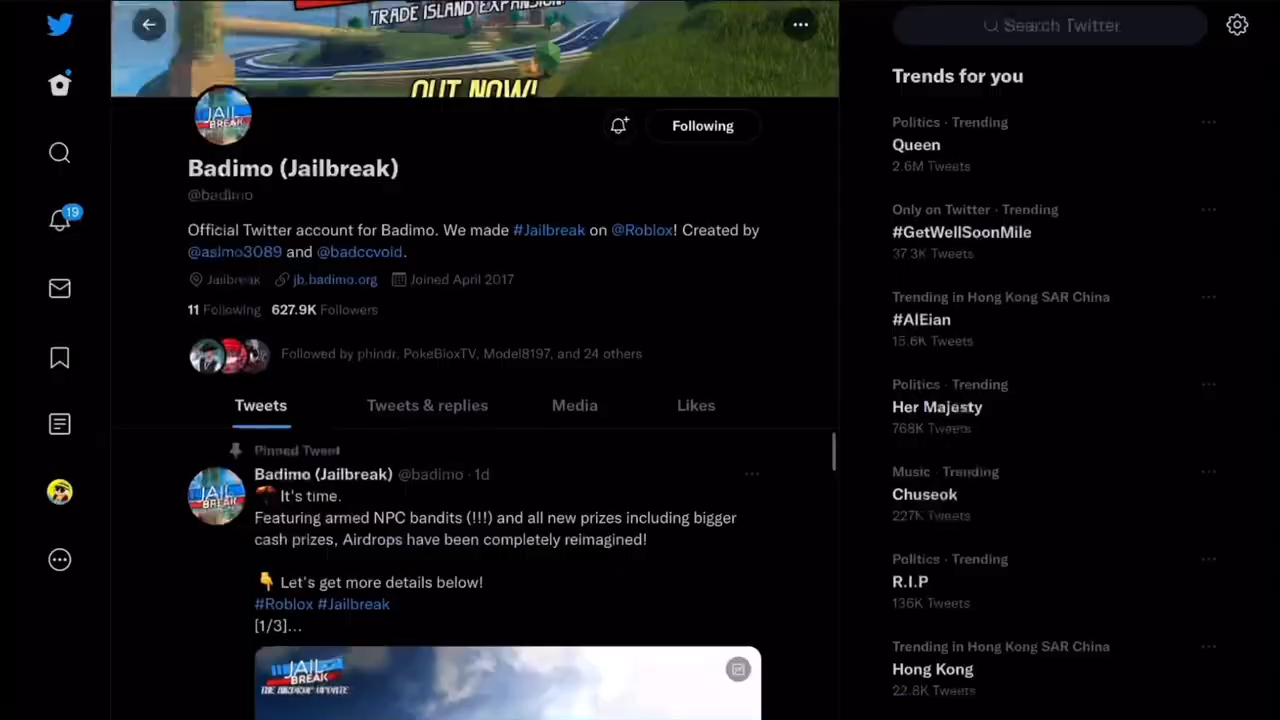 TRADE ISLAND EXPANSION
OUT NOW!
JAIL
BREAK
Following
Badimo (Jailbreak)
@badimo
Official Twitter account for Badimo. We made #Jailbreak on @Roblox! Created by
@asimo3089 and @badccvoid.
Jailbreak jb.badimo.org Joined April 2017
11 Following 627.9K Followers
Followed by phindr, PokeBloxTV, Model8197, and 24 others
Tweets Tweets & replies Media Likes
Pinned Tweet
Badimo (Jailbreak) @badimo · 1d
It's time.
Featuring armed NPC bandits (!!!) and all new prizes including bigger
cash prizes, Airdrops have been completely reimagined!
Let's get more details below!
#Roblox #Jailbreak
[1/3]...
JAIL
BREAK
JAIL
BREAK
THE AIRDROP UPDATE
19
Search Twitter
Trends for you
Politics · Trending
Queen
2.6M Tweets
Only on Twitter · Trending
#GetWellSoonMile
37.3K Tweets
Trending in Hong Kong SAR China
#AlEian
15.6K Tweets
Politics · Trending
Her Majesty
768K Tweets
Music · Trending
Chuseok
227K Tweets
Politics · Trending
R.I.P
136K Tweets
Trending in Hong Kong SAR China
Hong Kong
22.8K Tweets